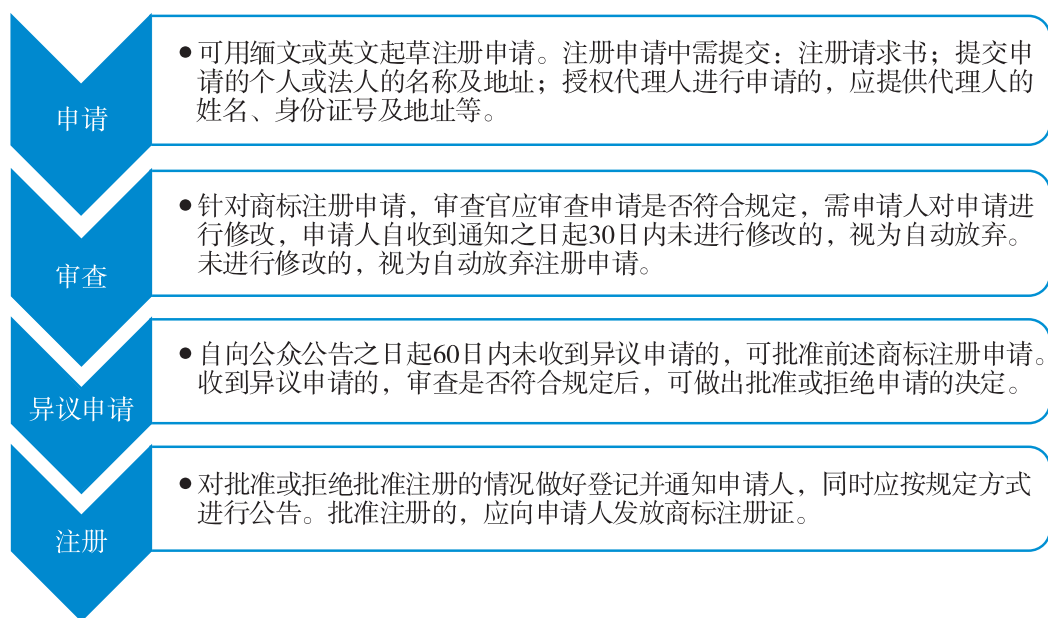 申请
●可用缅文或英文起草注册申请。注册申请中需提交：注册请求书；提交申
请的个人或法人的名称及地址；授权代理人进行申请的，应提供代理人的
姓名、身份证号及地址等。
审查
●针对商标注册申请，审查官应审查申请是否符合规定，需申请人对申请进
行修改，申请人自收到通知之日起30日内未进行修改的，视为自动放弃。
未进行修改的，视为自动放弃注册申请。
异议申请
●自向公众公告之日起60日内未收到异议申请的，可批准前述商标注册申请。
收到异议申请的，审查是否符合规定后，可做出批准或拒绝申请的决定。
注册
●对批准或拒绝批准注册的情况做好登记并通知申请人，同时应按规定方式
进行公告。批准注册的，应向申请人发放商标注册证。